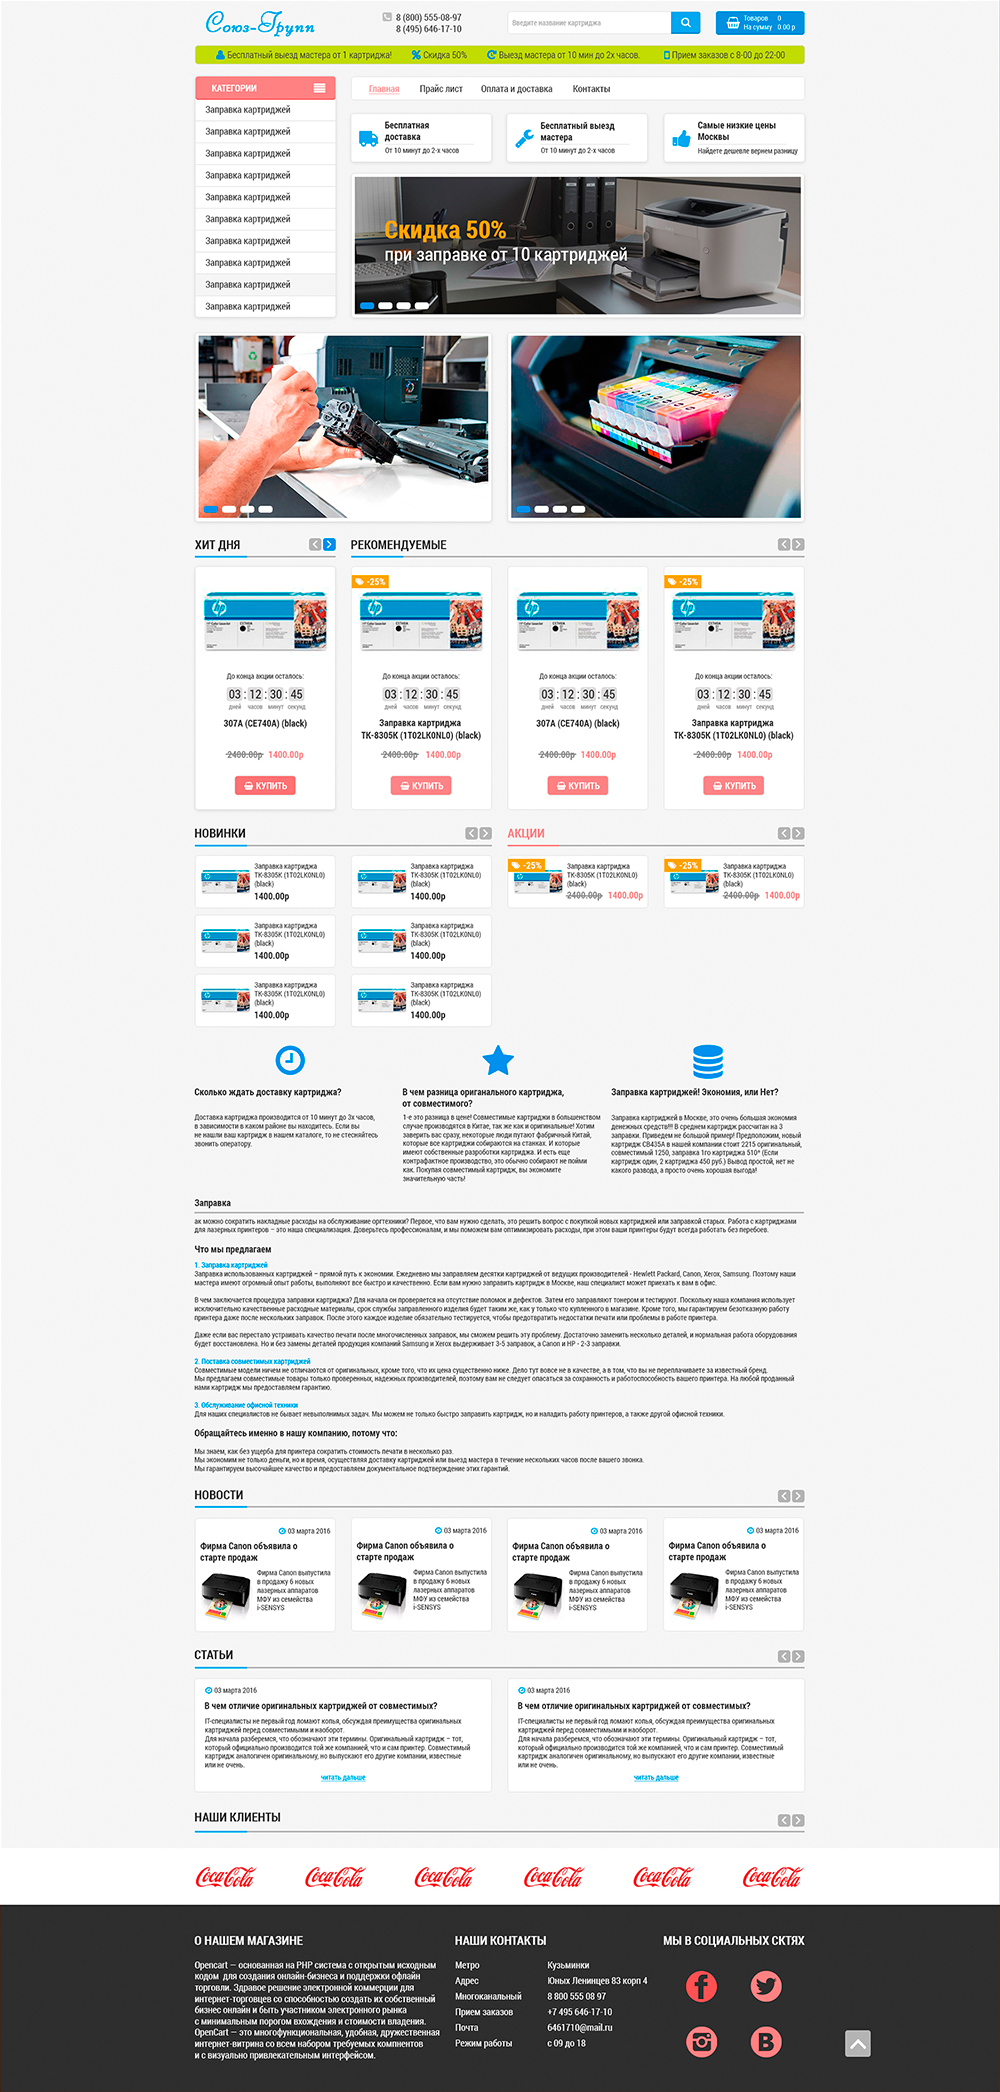 Союз-Групп
8 (800) 555-08-97
8 (495) 646-17-10
Введите название картриджа
Товаров 0
На сумму 0.00 р
Бесплатный выезд мастера от 1 картриджа! Скидка 50% Выезд мастера от 10 мин до 2х часов. Прием заказов с 8-00 до 22-00
КАТЕГОРИИ
Заправка картриджей
Заправка картриджей
Заправка картриджей
Заправка картриджей
Заправка картриджей
Заправка картриджей
Заправка картриджей
Заправка картриджей
Заправка картриджей
Заправка картриджей
Главная Прайс лист Оплата и доставка Контакты
Бесплатная
доставка
От 10 минут до 2-х часов
Бесплатный выезд
мастера
От 10 минут до 2-х часов
Самые низкие цены
Москвы
Найдете дешевле вернем разницу
Скидка 50%
при заправке от 10 картриджей
ХИТ ДНЯ
РЕКОМЕНДУЕМЫЕ
До конца акции осталось:
03 : 12 : 30 : 45
дней часов минут секунд
307A (CE740A) (black)
2400.00р 1400.00р
КУПИТЬ
-25%
До конца акции осталось:
03 : 12 : 30 : 45
дней часов минут секунд
Заправка картриджа
TK-8305K (1T02LK0NL0) (black)
2400.00р 1400.00р
КУПИТЬ
До конца акции осталось:
03 : 12 : 30 : 45
дней часов минут секунд
307A (CE740A) (black)
2400.00р 1400.00р
КУПИТЬ
-25%
До конца акции осталось:
03 : 12 : 30 : 45
дней часов минут секунд
Заправка картриджа
TK-8305K (1T02LK0NL0) (black)
2400.00р 1400.00р
КУПИТЬ
НОВИНКИ
Заправка картриджа
TK-8305K (1T02LK0NL0)
(black)
1400.00р
Заправка картриджа
TK-8305K (1T02LK0NL0)
(black)
1400.00р
Заправка картриджа
TK-8305K (1T02LK0NL0)
(black)
1400.00р
Заправка картриджа
TK-8305K (1T02LK0NL0)
(black)
1400.00р
Заправка картриджа
TK-8305K (1T02LK0NL0)
(black)
1400.00р
Заправка картриджа
TK-8305K (1T02LK0NL0)
(black)
1400.00р
АКЦИИ
-25%
Заправка картриджа
TK-8305K (1T02LK0NL0)
(black)
2400.00р 1400.00р
-25%
Заправка картриджа
TK-8305K (1T02LK0NL0)
(black)
2400.00р 1400.00р
Сколько ждать доставку картриджа?
Доставка картриджа производится от 10 минут до 3х часов,
в зависимости в каком районе вы находитесь. Если вы
не нашли ваш картридж в нашем каталоге, то не стесняйтесь
звонить оператору.
В чем разница ориганального картриджа,
от совместимого?
1-е это разница в цене! Совместимые картриджи в большенством
случае производятся в Китае, так же как и оригинальные! Хотим
заверить вас сразу, некоторые люди путают фабричный Китай,
которые все картриджи собираются на станках. И которые
имеют собственные разроботки картриджа. И есть еще
контрафактное производство, это обычно собирают не пойми
как. Покупая совместимый картридж, вы экономите
значительную часть!
Заправка картриджей! Экономия, или Нет?
Заправка картриджей в Москве, это очень большая экономия
денежных средств!!! В среднем картридж рассчитан на 3
заправки. Приведем не большой пример! Предположим, новый
картридж CB435A в нашей компании стоит 2215 оригинальный,
совместимый 1250, заправка 1го картриджа 510* (Если
картридж один, 2 картриджа 450 руб.) Вывод простой, нет не
какого развода, а просто очень хорошая выгода!
Заправка
ак можно сократить накладные расходы на обслуживание оргтехники? Первое, что вам нужно сделать, это решить вопрос с покупкой новых картриджей или заправкой старых. Работа с картриджами
для лазерных принтеров – это наша специализация. Доверьтесь профессионалам, и мы поможем вам оптимизировать расходы, при этом ваши принтеры будут всегда работать без перебоев.
Что мы предлагаем
1. Заправка картриджей
Заправка использованных картриджей – прямой путь к экономии. Ежедневно мы заправляем десятки картриджей от ведущих производителей - Hewlett Packard, Canon, Xerox, Samsung. Поэтому наши
мастера имеют огромный опыт работы, выполняют все быстро и качественно. Если вам нужно заправить картридж в Москве, наш специалист может приехать к вам в офис.
В чем заключается процедура заправки картриджа? Для начала он проверяется на отсутствие поломок и дефектов. Затем его заправляют тонером и тестируют. Поскольку наша компания использует
исключительно качественные расходные материалы, срок службы заправленного изделия будет таким же, как у только что купленного в магазине. Кроме того, мы гарантируем безотказную работу
принтера даже после нескольких заправок. После этого каждое изделие обязательно тестируется, чтобы предотвратить недостатки печати или проблемы в работе принтера.
Даже если вас перестало устраивать качество печати после многочисленных заправок, мы сможем решить эту проблему. Достаточно заменить несколько деталей, и нормальная работа оборудования
будет восстановлена. Но и без замены деталей продукция компаний Samsung и Xerox выдерживает 3-5 заправок, а Canon и HP - 2-3 заправки.
2. Поставка совместимых картриджей
Совместимые модели ничем не отличаются от оригинальных, кроме того, что их цена существенно ниже. Дело тут вовсе не в качестве, а в том, что вы не переплачиваете за известный бренд.
Мы предлагаем совместимые товары только проверенных, надежных производителей, поэтому вам не следует опасаться за сохранность и работоспособность вашего принтера. На любой проданный
нами картридж мы предоставляем гарантию.
3. Обслуживание офисной техники
Для наших специалистов не бывает невыполнимых задач. Мы можем не только быстро заправить картридж, но и наладить работу принтеров, а также другой офисной техники.
Обращайтесь именно в нашу компанию, потому что:
Мы знаем, как без ущерба для принтера сократить стоимость печати в несколько раз.
Мы экономим не только деньги, но и время, осуществляя доставку картриджей или выезд мастера в течение нескольких часов после вашего звонка.
Мы гарантируем высочайшее качество и предоставляем документальное подтверждение этих гарантий.
НОВОСТИ
03 марта 2016
Фирма Canon объявила о
старте продаж
Фирма Canon выпустила
в продажу 6 новых
лазерных аппаратов
МФУ из семейства
i-SENSYS
03 марта 2016
Фирма Canon объявила о
старте продаж
Фирма Canon выпустила
в продажу 6 новых
лазерных аппаратов
МФУ из семейства
i-SENSYS
03 марта 2016
Фирма Canon объявила о
старте продаж
Фирма Canon выпустила
в продажу 6 новых
лазерных аппаратов
МФУ из семейства
i-SENSYS
03 марта 2016
Фирма Canon объявила о
старте продаж
Фирма Canon выпустила
в продажу 6 новых
лазерных аппаратов
МФУ из семейства
i-SENSYS
СТАТЬИ
03 марта 2016
В чем отличие оригинальных картриджей от совместимых?
IT-специалисты не первый год ломают копья, обсуждая преимущества оригинальных
картриджей перед совместимыми и наоборот.
Для начала разберемся, что обозначают эти термины. Оригинальный картридж – тот,
который официально производится той же компанией, что и сам принтер. Совместимый
картридж аналогичен оригинальному, но выпускают его другие компании, известные
или не очень.
читать дальше
03 марта 2016
В чем отличие оригинальных картриджей от совместимых?
IT-специалисты не первый год ломают копья, обсуждая преимущества оригинальных
картриджей перед совместимыми и наоборот.
Для начала разберемся, что обозначают эти термины. Оригинальный картридж – тот,
который официально производится той же компанией, что и сам принтер. Совместимый
картридж аналогичен оригинальному, но выпускают его другие компании, известные
или не очень.
читать дальше
НАШИ КЛИЕНТЫ
Coca-Cola Coca-Cola Coca-Cola Coca-Cola Coca-Cola Coca-Cola
О НАШЕМ МАГАЗИНЕ
Opencart — основанная на PHP система с открытым исходным
кодом для создания онлайн-бизнеса и поддержки офлайн
торговли. Здравое решение электронной коммерции для
интернет-торговцев со способностью создать их собственный
бизнес онлайн и быть участником электронного рынка
с минимальным порогом вхождения и стоимости владения.
OpenCart — это многофункциональная, удобная, дружественная
интернет-витрина со всем набором требуемых компнентов
и с визуально привлекательным интерфейсом.
НАШИ КОНТАКТЫ
Метро Кузьминки
Адрес Юных Ленинцев 83 корп 4
Многоканальный 8 800 555 08 97
Прием заказов +7 495 646-17-10
Почта 6461710@mail.ru
Режим работы с 09 до 18
МЫ В СОЦИАЛЬНЫХ СКТЯХ